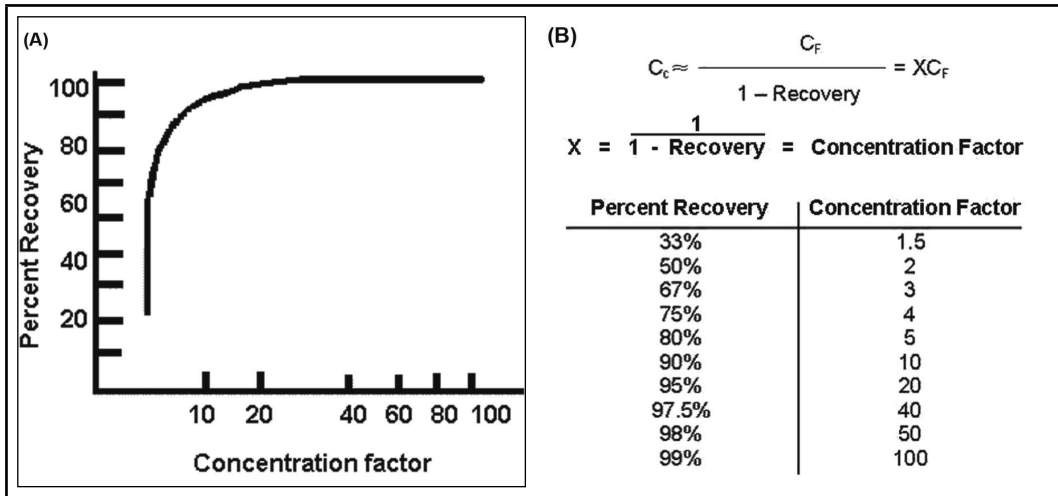 (A)
100
80
60
40
20
Percent Recovery
10 20 40 60 80 100
Concentration factor
(B)
C_F
C_c ≈ ――― = XC_F
1 – Recovery
1
X = ――― = Concentration Factor
1 - Recovery
Percent Recovery Concentration Factor
33% 1.5
50% 2
67% 3
75% 4
80% 5
90% 10
95% 20
97.5% 40
98% 50
99% 100